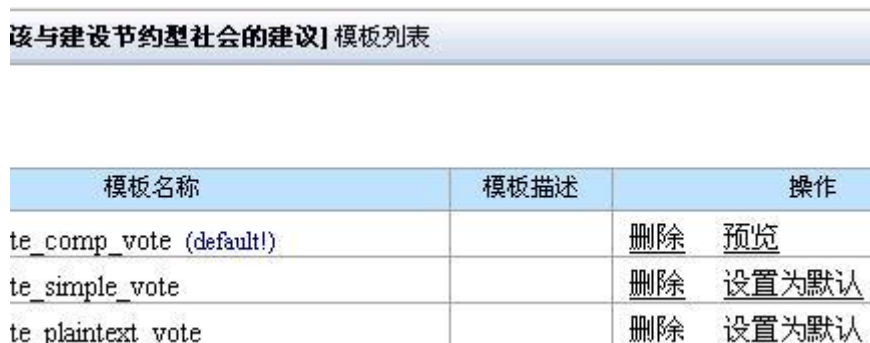 该与建设节约型社会的建议] 模板列表
模板名称 模板描述 操作
te_comp_vote (default!) 删除 预览
te_simple_vote 删除 设置为默认
te_plaintext_vote 删除 设置为默认